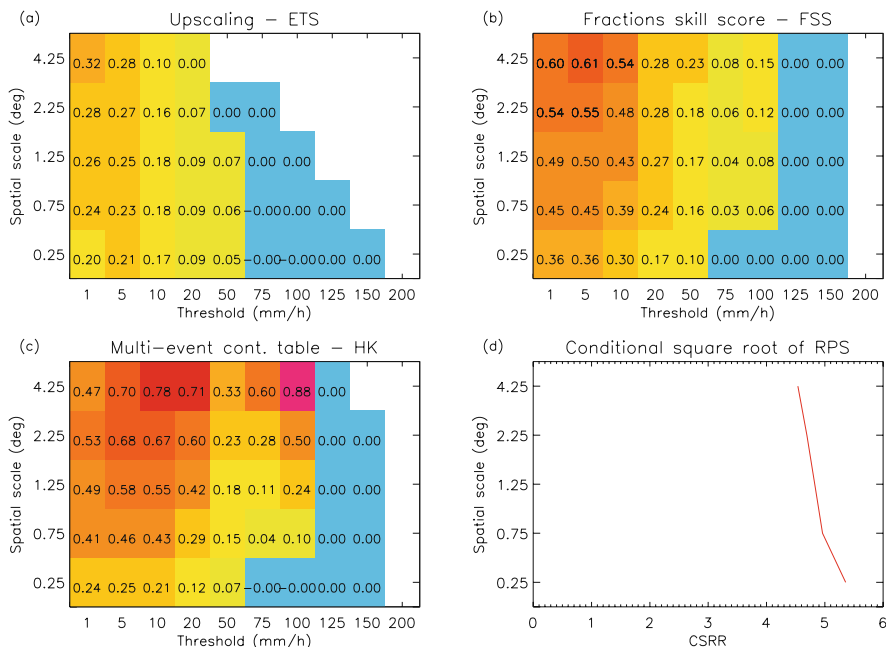 (a) Upscaling – ETS
Spatial scale (deg)
4.25 0.32 0.28 0.10 0.00
2.25 0.28 0.27 0.16 0.07 0.00 0.00
1.25 0.26 0.25 0.18 0.09 0.07 0.00 0.00
0.75 0.24 0.23 0.18 0.09 0.06 −0.00 0.00 0.00
0.25 0.20 0.21 0.17 0.09 0.05 −0.00 −0.00 0.00 0.00
1 5 10 20 50 75 100 125 150 200
Threshold (mm/h)
(b) Fractions skill score – FSS
Spatial scale (deg)
4.25 0.60 0.61 0.54 0.28 0.23 0.08 0.15 0.00 0.00
2.25 0.54 0.55 0.48 0.28 0.18 0.06 0.12 0.00 0.00
1.25 0.49 0.50 0.43 0.27 0.17 0.04 0.08 0.00 0.00
0.75 0.45 0.45 0.39 0.24 0.16 0.03 0.06 0.00 0.00
0.25 0.36 0.36 0.30 0.17 0.10 0.00 0.00 0.00 0.00
1 5 10 20 50 75 100 125 150 200
Threshold (mm/h)
(c) Multi−event cont. table – HK
Spatial scale (deg)
4.25 0.47 0.70 0.78 0.71 0.33 0.60 0.88 0.00
2.25 0.53 0.68 0.67 0.60 0.23 0.28 0.50 0.00 0.00
1.25 0.49 0.58 0.55 0.42 0.18 0.11 0.24 0.00 0.00
0.75 0.41 0.46 0.43 0.29 0.15 0.04 0.10 0.00 0.00
0.25 0.24 0.25 0.21 0.12 0.07 −0.00 −0.00 0.00 0.00
1 5 10 20 50 75 100 125 150 200
Threshold (mm/h)
(d) Conditional square root of RPS
Spatial scale (deg)
4.25
2.25
1.25
0.75
0.25
0 1 2 3 4 5 6
CSRR